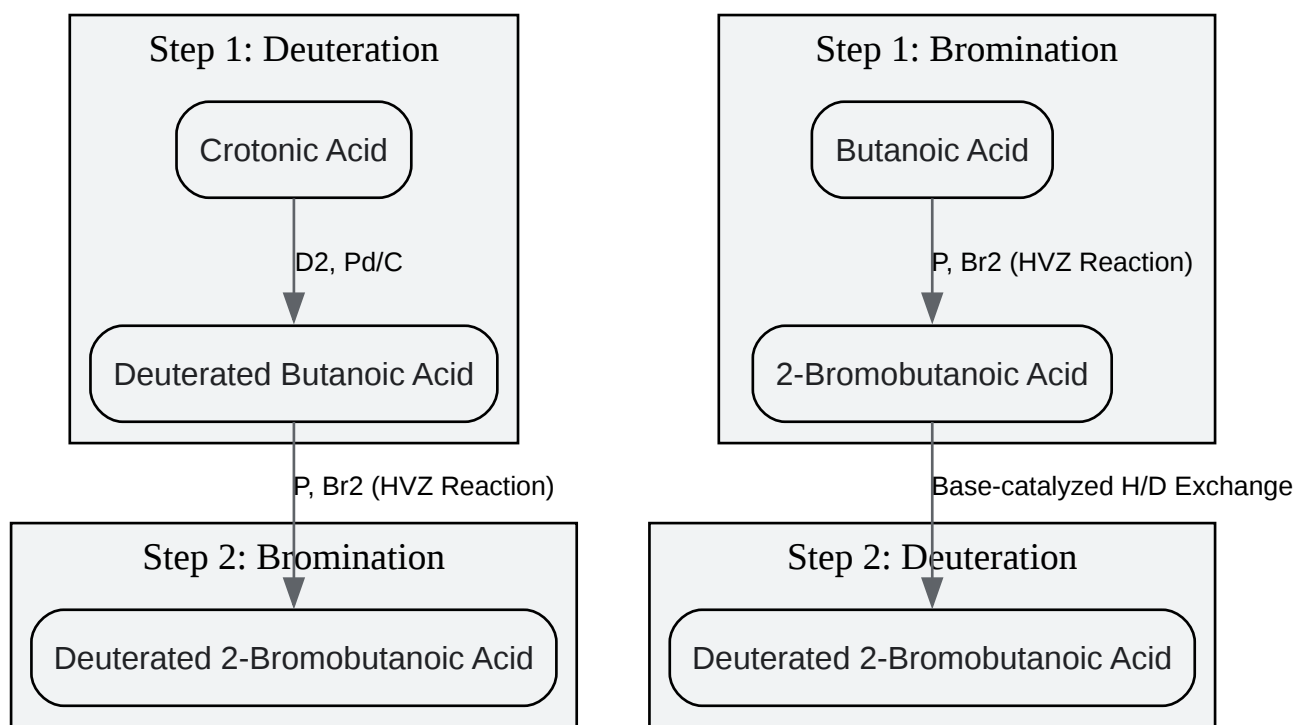 Step 1: Deuteration
Crotonic Acid
D2, Pd/C
Deuterated Butanoic Acid
P, Br2 (HVZ Reaction)
Step 2: Bromination
Deuterated 2-Bromobutanoic Acid
Step 1: Bromination
Butanoic Acid
P, Br2 (HVZ Reaction)
2-Bromobutanoic Acid
Base-catalyzed H/D Exchange
Step 2: Deuteration
Deuterated 2-Bromobutanoic Acid